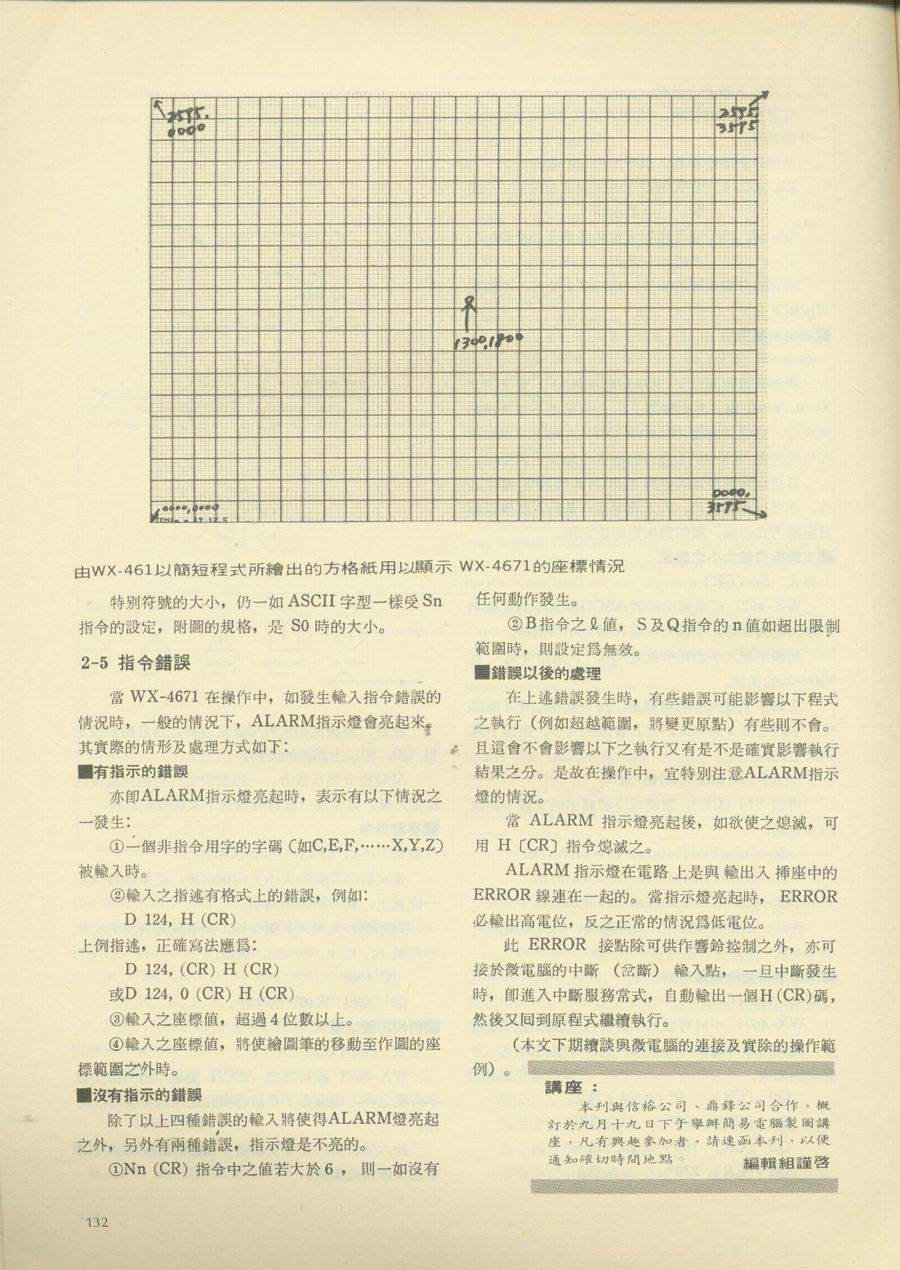 2595,
0000
2595,
3595
1300,1800
0000,
3595
0000,0000
由WX-461以簡短程式所繪出的方格紙用以顯示 WX-4671的座標情況
特別符號的大小，仍一如 ASCII 字型一樣受 Sn
指令的設定，附圖的規格，是 S0 時的大小。
2-5 指令錯誤
當 WX-4671 在操作中，如發生輸入指令錯誤的
情況時，一般的情況下，ALARM指示燈會亮起來。
其實際的情形及處理方式如下：
■有指示的錯誤
亦卽ALARM指示燈亮起時，表示有以下情況之
一發生：
①一個非指令用字的字碼〔如C,E,F,……X,Y,Z〕
被輸入時。
②輸入之指述有格式上的錯誤，例如：
D 124, H (CR)
上例指述，正確寫法應爲：
D 124, (CR) H (CR)
或D 124, 0 (CR) H (CR)
③輸入之座標值，超過4位數以上。
④輸入之座標值，將使繪圖筆的移動至作圖的座
標範圍之外時。
■沒有指示的錯誤
除了以上四種錯誤的輸入將使得ALARM燈亮起
之外，另外有兩種錯誤，指示燈是不亮的。
①Nn (CR) 指令中之值若大於6 ， 則一如沒有
任何動作發生。
②B指令之ℓ值， S及Q指令的 n 値如超出限制
範圍時，則設定爲無效。
■錯誤以後的處理
在上述錯誤發生時，有些錯誤可能影響以下程式
之執行（例如超越範圍，將變更原點）有些則不會。
且這會不會影響以下之執行又有是不是確實影響執行
結果之分。是故在操作中，宜特別注意ALARM指示
燈的情況。
當 ALARM 指示燈亮起後，如欲使之熄滅，可
用 H〔CR〕指令熄滅之。
ALARM 指示燈在電路上是與輸出入 揷座中的
ERROR 線連在一起的。當指示燈亮起時， ERROR
必輸出高電位，反之正常的情況爲低電位。
此 ERROR 接點除可供作響鈴控制之外，亦可
接於微電腦的中斷 （岔斷） 輸入點， 一旦中斷發生
時，卽進入中斷服務常式，自動輸出一個H (CR)碼，
然後又回到原程式繼續執行。
（本文下期續談與微電腦的連接及實際的操作範
例）。
講座：
本刊與信裕公司、鼎鋒公司合作，概
訂於九月十九日下午舉辦簡易電腦製圖講
座，凡有興趣參加者，請速函本刊，以便
通知確切時間地點。
編輯組謹啓
132